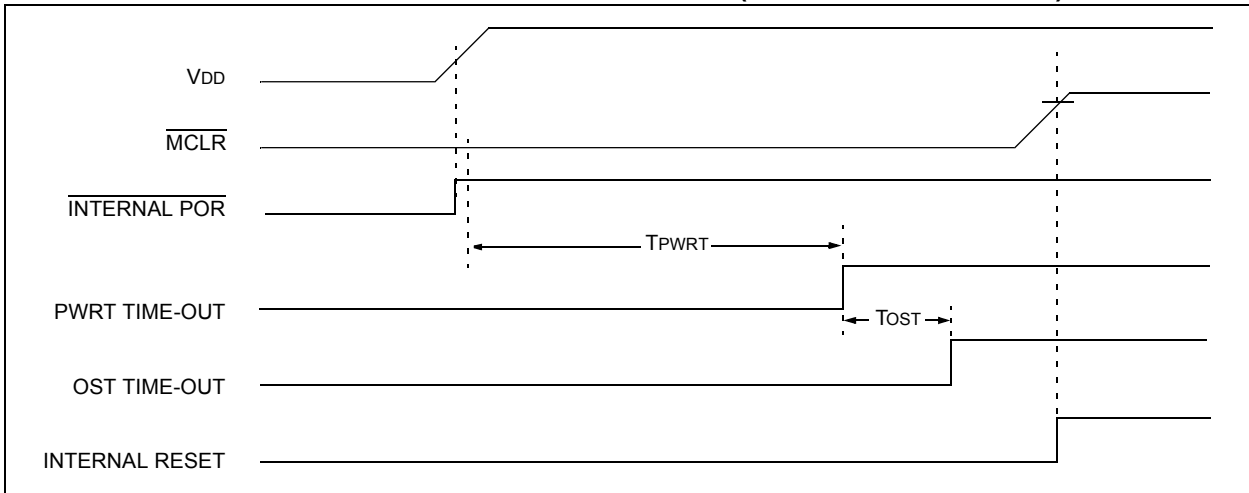 VDD
MCLR
INTERNAL POR
TPWRT
PWRT TIME-OUT
TOST
OST TIME-OUT
INTERNAL RESET